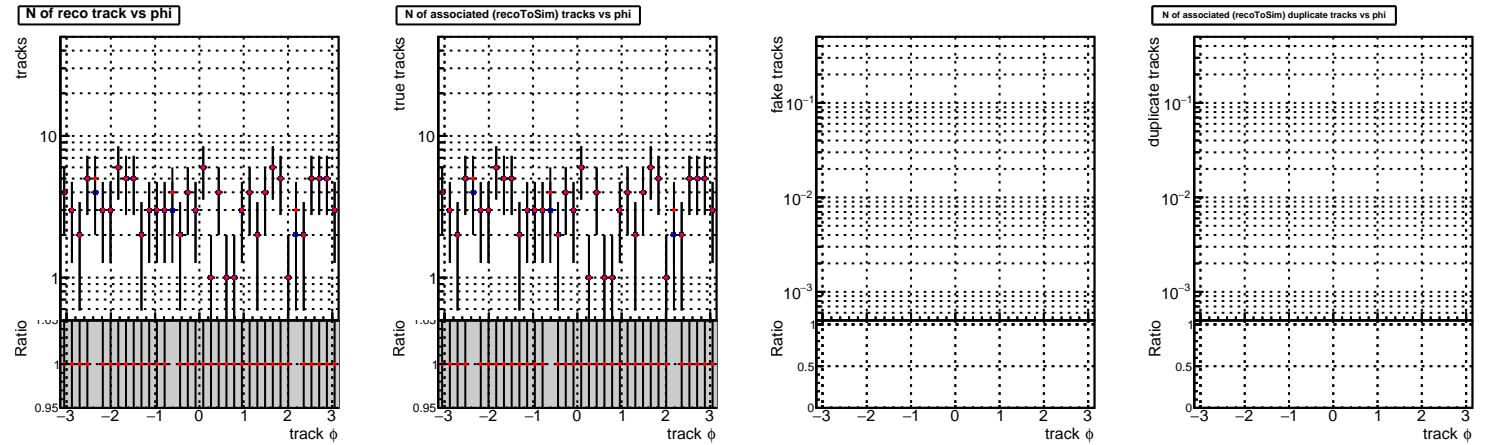 N of reco track vs phi
tracks
10
1
Ratio
1.05
1
0.95
−3 −2 −1 0 1 2 3
track ϕ
N of associated (recoToSim) tracks vs phi
true tracks
10
1
Ratio
1.05
1
0.95
−3 −2 −1 0 1 2 3
track ϕ
fake tracks
10−1
10−2
10−3
Ratio
1
0.5
0
−3 −2 −1 0 1 2 3
track ϕ
N of associated (recoToSim) duplicate tracks vs phi
duplicate tracks
10−1
10−2
10−3
Ratio
1
0.5
0
−3 −2 −1 0 1 2 3
track ϕ